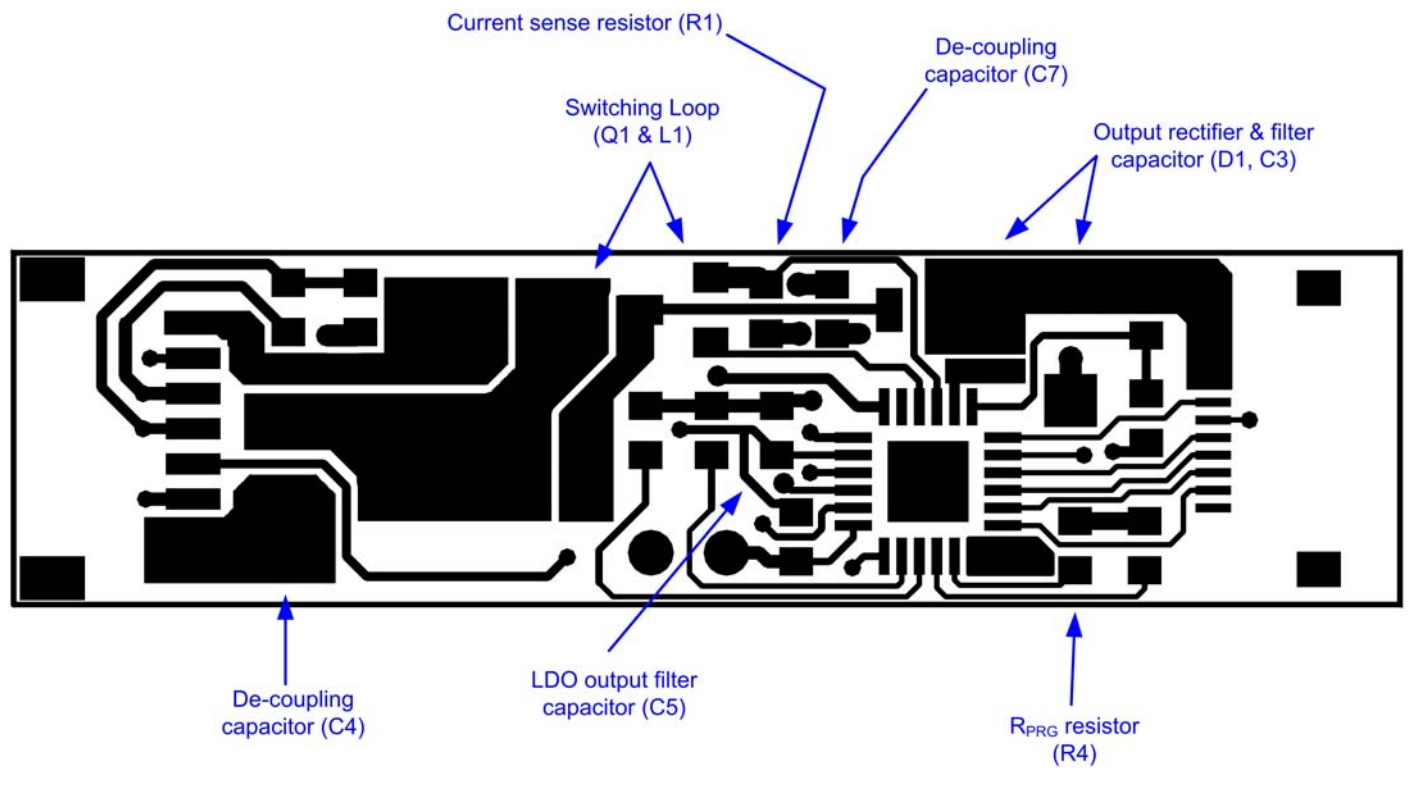 Current sense resistor (R1)
De-coupling
capacitor (C7)
Switching Loop
(Q1 & L1)
Output rectifier & filter
capacitor (D1, C3)
De-coupling
capacitor (C4)
LDO output filter
capacitor (C5)
RPRG resistor
(R4)